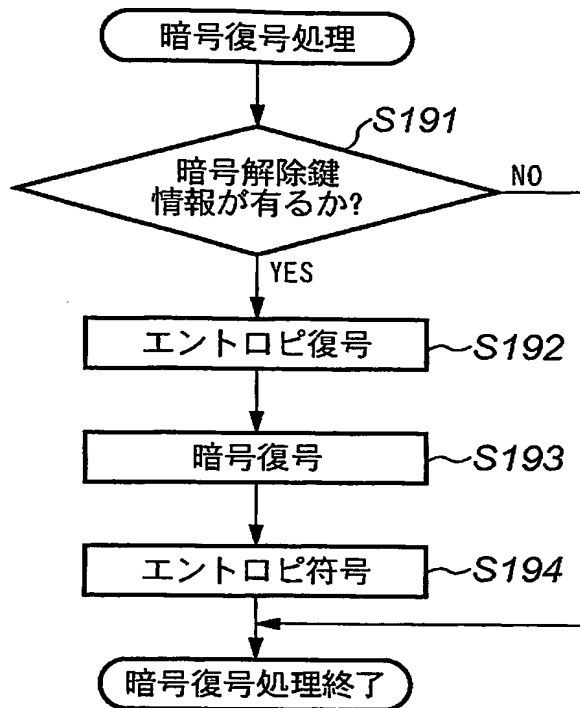 暗号復号処理
S191
暗号解除鍵
情報が有るか?
NO
YES
エントロピ復号
S192
暗号復号
S193
エントロピ符号
S194
暗号復号処理終了